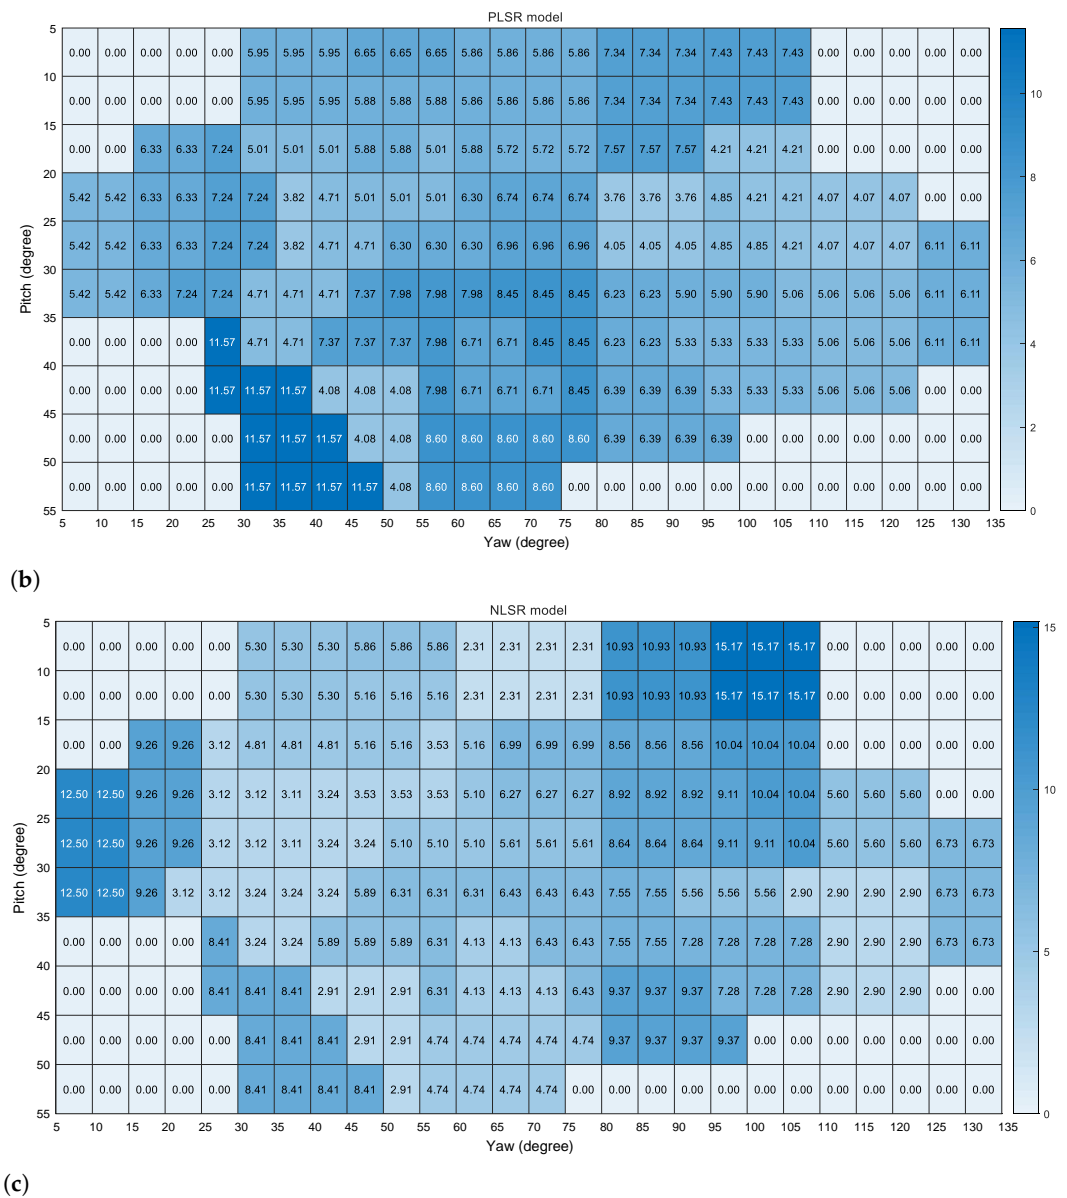 PLSR model
5 0.00 0.00 0.00 0.00 0.00 5.95 5.95 5.95 6.65 6.65 6.65 5.86 5.86 5.86 5.86 7.34 7.34 7.34 7.43 7.43 7.43 0.00 0.00 0.00 0.00 0.00
10 0.00 0.00 0.00 0.00 0.00 5.95 5.95 5.95 5.88 5.88 5.88 5.86 5.86 5.86 5.86 7.34 7.34 7.34 7.43 7.43 7.43 0.00 0.00 0.00 0.00 0.00 10
15 0.00 0.00 6.33 6.33 7.24 5.01 5.01 5.01 5.88 5.88 5.01 5.88 5.72 5.72 5.72 7.57 7.57 7.57 4.21 4.21 4.21 0.00 0.00 0.00 0.00 0.00 8
20 5.42 5.42 6.33 6.33 7.24 7.24 3.82 4.71 5.01 5.01 5.01 6.30 6.74 6.74 6.74 3.76 3.76 3.76 4.85 4.21 4.21 4.07 4.07 4.07 0.00 0.00
25 5.42 5.42 6.33 6.33 7.24 7.24 3.82 4.71 4.71 6.30 6.30 6.30 6.96 6.96 6.96 4.05 4.05 4.05 4.85 4.85 4.21 4.07 4.07 4.07 6.11 6.11 6
30 5.42 5.42 6.33 7.24 7.24 4.71 4.71 4.71 7.37 7.98 7.98 7.98 8.45 8.45 8.45 6.23 6.23 5.90 5.90 5.90 5.06 5.06 5.06 5.06 6.11 6.11
35 0.00 0.00 0.00 0.00 11.57 4.71 4.71 7.37 7.37 7.37 7.98 6.71 6.71 8.45 8.45 6.23 6.23 5.33 5.33 5.33 5.33 5.06 5.06 5.06 6.11 6.11 4
40 0.00 0.00 0.00 0.00 11.57 11.57 11.57 4.08 4.08 4.08 7.98 6.71 6.71 6.71 8.45 6.39 6.39 6.39 5.33 5.33 5.33 5.06 5.06 5.06 0.00 0.00
45 0.00 0.00 0.00 0.00 0.00 11.57 11.57 11.57 4.08 4.08 8.60 8.60 8.60 8.60 8.60 6.39 6.39 6.39 6.39 0.00 0.00 0.00 0.00 0.00 0.00 0.00 2
50 0.00 0.00 0.00 0.00 0.00 11.57 11.57 11.57 11.57 4.08 8.60 8.60 8.60 8.60 0.00 0.00 0.00 0.00 0.00 0.00 0.00 0.00 0.00 0.00 0.00 0.00
55 0
Pitch (degree)
5 10 15 20 25 30 35 40 45 50 55 60 65 70 75 80 85 90 95 100 105 110 115 120 125 130 135
Yaw (degree)
(b)
NLSR model
5 0.00 0.00 0.00 0.00 0.00 5.30 5.30 5.30 5.86 5.86 5.86 2.31 2.31 2.31 2.31 10.93 10.93 10.93 15.17 15.17 15.17 0.00 0.00 0.00 0.00 0.00 15
10 0.00 0.00 0.00 0.00 0.00 5.30 5.30 5.30 5.16 5.16 5.16 2.31 2.31 2.31 2.31 10.93 10.93 10.93 15.17 15.17 15.17 0.00 0.00 0.00 0.00 0.00
15 0.00 0.00 9.26 9.26 3.12 4.81 4.81 4.81 5.16 5.16 3.53 5.16 6.99 6.99 6.99 8.56 8.56 8.56 10.04 10.04 10.04 0.00 0.00 0.00 0.00 0.00
20 12.50 12.50 9.26 9.26 3.12 3.12 3.11 3.24 3.53 3.53 3.53 5.10 6.27 6.27 6.27 8.92 8.92 8.92 9.11 10.04 10.04 5.60 5.60 5.60 0.00 0.00 10
25 12.50 12.50 9.26 9.26 3.12 3.12 3.11 3.24 3.24 5.10 5.10 5.10 5.61 5.61 5.61 8.64 8.64 8.64 9.11 9.11 10.04 5.60 5.60 5.60 6.73 6.73
30 12.50 12.50 9.26 3.12 3.12 3.24 3.24 3.24 5.89 6.31 6.31 6.31 6.43 6.43 6.43 7.55 7.55 5.56 5.56 5.56 2.90 2.90 2.90 2.90 6.73 6.73
35 0.00 0.00 0.00 0.00 8.41 3.24 3.24 5.89 5.89 5.89 6.31 4.13 4.13 6.43 6.43 7.55 7.55 7.28 7.28 7.28 7.28 2.90 2.90 2.90 6.73 6.73 5
40 0.00 0.00 0.00 0.00 8.41 8.41 8.41 2.91 2.91 2.91 6.31 4.13 4.13 4.13 6.43 9.37 9.37 9.37 7.28 7.28 7.28 2.90 2.90 2.90 0.00 0.00
45 0.00 0.00 0.00 0.00 0.00 8.41 8.41 8.41 2.91 2.91 4.74 4.74 4.74 4.74 4.74 9.37 9.37 9.37 9.37 0.00 0.00 0.00 0.00 0.00 0.00 0.00
50 0.00 0.00 0.00 0.00 0.00 8.41 8.41 8.41 8.41 2.91 4.74 4.74 4.74 4.74 0.00 0.00 0.00 0.00 0.00 0.00 0.00 0.00 0.00 0.00 0.00 0.00
55 0
Pitch (degree)
5 10 15 20 25 30 35 40 45 50 55 60 65 70 75 80 85 90 95 100 105 110 115 120 125 130 135
Yaw (degree)
(c)